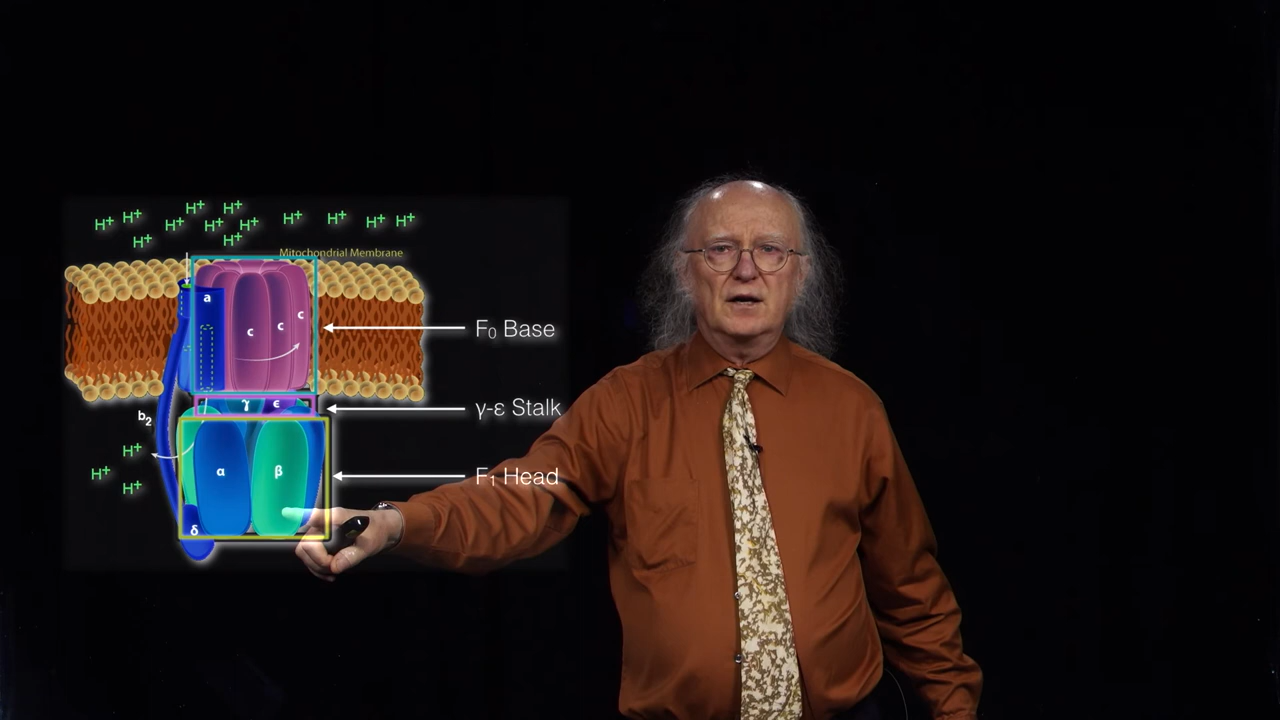 H⁺ H⁺ H⁺ H⁺ H⁺ H⁺ H⁺ H⁺ H⁺ H⁺ H⁺ H⁺ H⁺
Mitochondrial Membrane
a
c
c
c
F₀ Base
γ
ε
γ-ε Stalk
b₂
H⁺
H⁺
H⁺
α
β
F₁ Head
δ